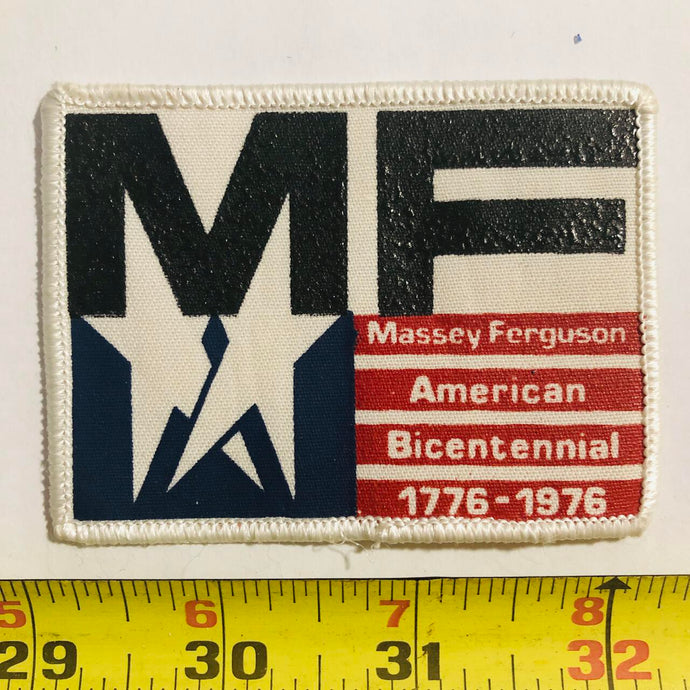 MF
Massey Ferguson
American
Bicentennial
1776-1976
5 6 7 8
29 30 31 32